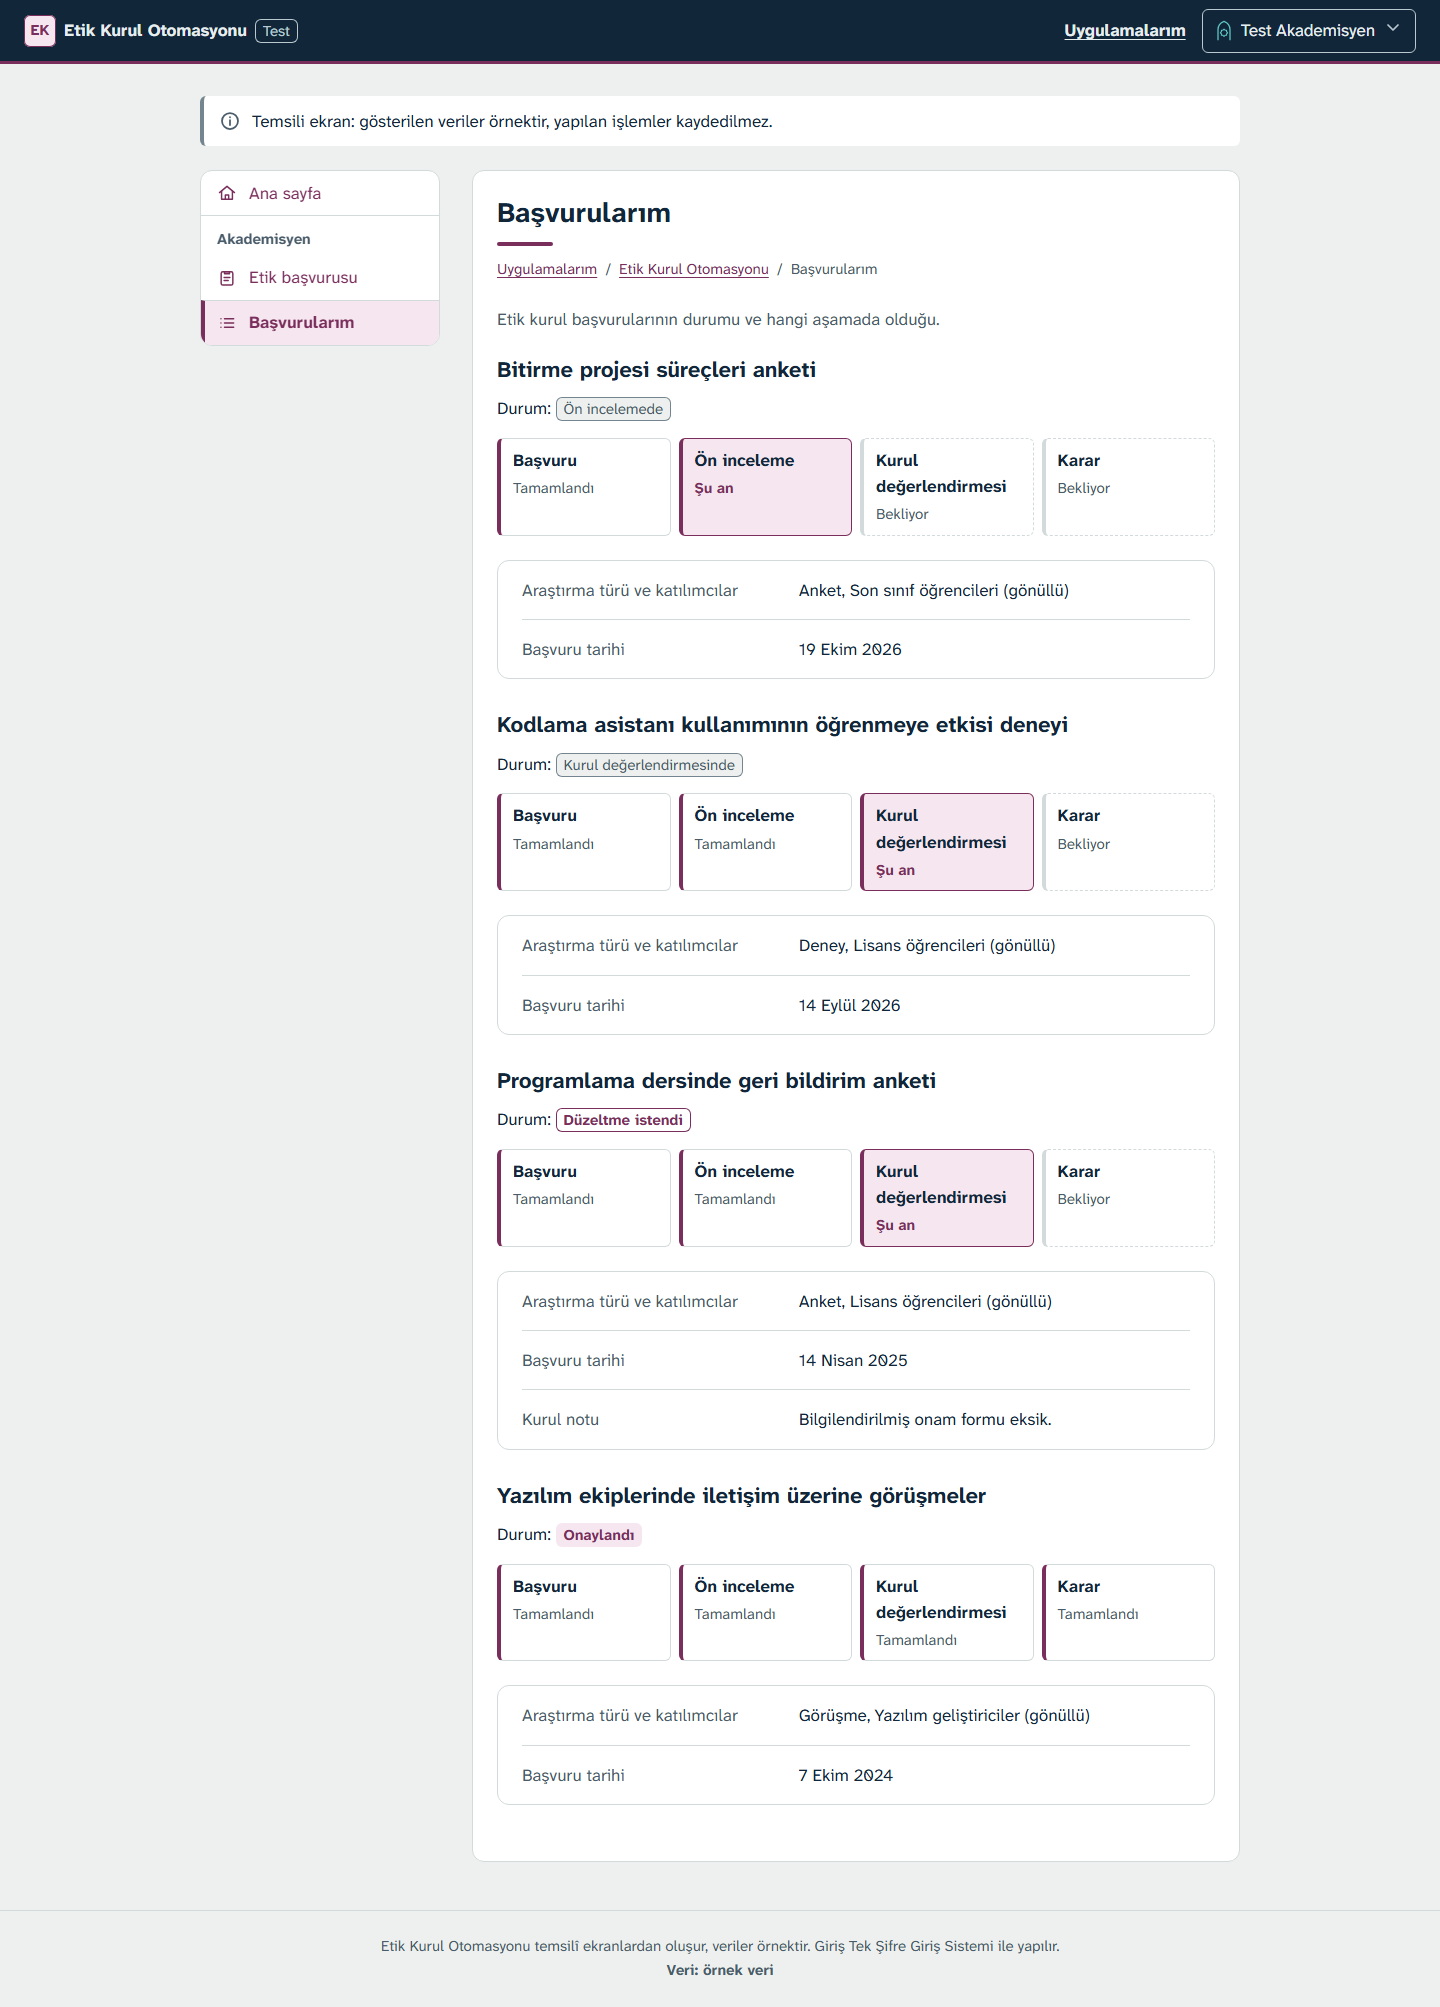 EK Etik Kurul Otomasyonu Test
Uygulamalarım Test Akademisyen
Temsili ekran: gösterilen veriler örnektir, yapılan işlemler kaydedilmez.
Ana sayfa
Akademisyen
Etik başvurusu
Başvurularım
Başvurularım
Uygulamalarım / Etik Kurul Otomasyonu / Başvurularım
Etik kurul başvurularının durumu ve hangi aşamada olduğu.
Bitirme projesi süreçleri anketi
Durum: Ön incelemede
Başvuru
Tamamlandı
Ön inceleme
Şu an
Kurul
değerlendirmesi
Bekliyor
Karar
Bekliyor
Araştırma türü ve katılımcılar Anket, Son sınıf öğrencileri (gönüllü)
Başvuru tarihi 19 Ekim 2026
Kodlama asistanı kullanımının öğrenmeye etkisi deneyi
Durum: Kurul değerlendirmesinde
Başvuru
Tamamlandı
Ön inceleme
Tamamlandı
Kurul
değerlendirmesi
Şu an
Karar
Bekliyor
Araştırma türü ve katılımcılar Deney, Lisans öğrencileri (gönüllü)
Başvuru tarihi 14 Eylül 2026
Programlama dersinde geri bildirim anketi
Durum: Düzeltme istendi
Başvuru
Tamamlandı
Ön inceleme
Tamamlandı
Kurul
değerlendirmesi
Şu an
Karar
Bekliyor
Araştırma türü ve katılımcılar Anket, Lisans öğrencileri (gönüllü)
Başvuru tarihi 14 Nisan 2025
Kurul notu Bilgilendirilmiş onam formu eksik.
Yazılım ekiplerinde iletişim üzerine görüşmeler
Durum: Onaylandı
Başvuru
Tamamlandı
Ön inceleme
Tamamlandı
Kurul
değerlendirmesi
Tamamlandı
Karar
Tamamlandı
Araştırma türü ve katılımcılar Görüşme, Yazılım geliştiriciler (gönüllü)
Başvuru tarihi 7 Ekim 2024
Etik Kurul Otomasyonu temsilî ekranlardan oluşur, veriler örnektir. Giriş Tek Şifre Giriş Sistemi ile yapılır.
Veri: örnek veri